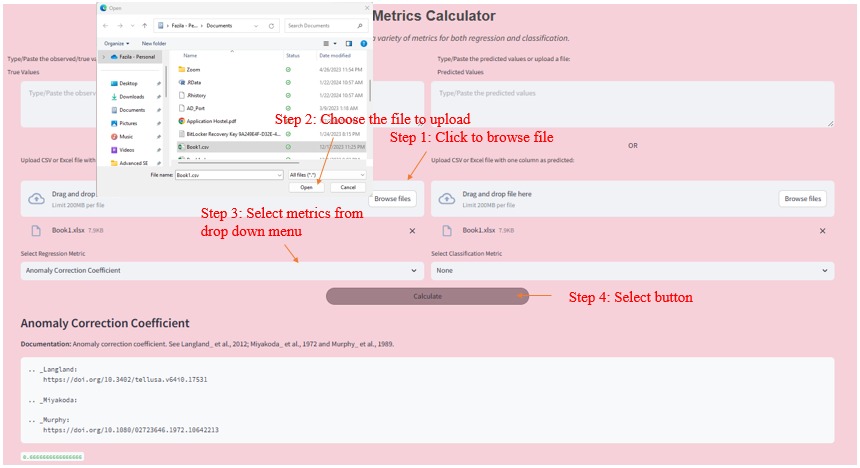 Open
Metrics Calculator
a variety of metrics for both regression and classification.
Fazila - Pe...
Documents
Search Documents
Organize
New folder
Fazila - Personal
Desktop
Downloads
Documents
Pictures
Music
Videos
Advanced SE
Name
Status
Date modified
Zoom
4/26/2023 11:54 PM
.RData
1/22/2024 10:57 AM
.Rhistory
1/22/2024 10:57 AM
AD_Port
3/9/2023 1:18 AM
Application Hostel.pdf
BitLocker Recovery Key 9A249E4F-D32E-4...
1/24/2023 8:15 PM
Book1.csv
12/17/2023 11:25 PM
File name:
Book1.csv
All files (*.*)
Open
Cancel
Type/Paste the observed/true va
Type/Paste the predicted values or upload a file:
True Values
Predicted Values
Type/Paste the observ
Type/Paste the predicted values
Step 2: Choose the file to upload
Step 1: Click to browse file
OR
Upload CSV or Excel file with
Upload CSV or Excel file with one column as predicted:
Drag and drop
Limit 200MB per file
Browse files
Drag and drop file here
Limit 200MB per file
Browse files
Step 3: Select metrics from
drop down menu
Book1.xlsx 7.9KB
Book1.xlsx 7.9KB
Select Regression Metric
Select Classification Metric
Anomaly Correction Coefficient
None
Calculate
Step 4: Select button
Anomaly Correction Coefficient
Documentation: Anomaly correction coefficient. See Langland_ et al., 2012; Miyakoda_ et al., 1972 and Murphy_ et al., 1989.
.. _Langland:
https://doi.org/10.3402/tellusa.v64i0.17531
.. _Miyakoda:
.. _Murphy:
https://doi.org/10.1080/02723646.1972.10642213